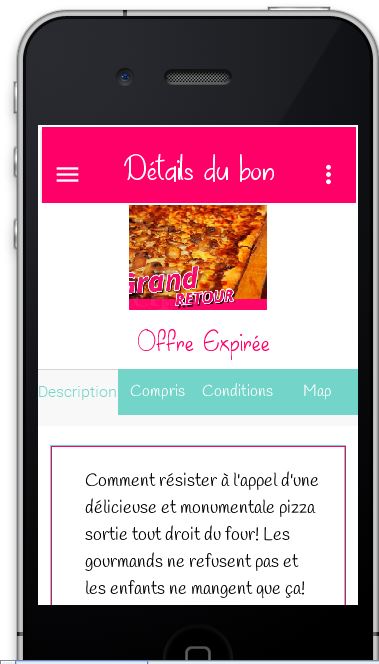 Détails du bon
Grand
RETOUR
Offre Expirée
Description Compris Conditions Map
Comment résister à l'appel d'une
délicieuse et monumentale pizza
sortie tout droit du four! Les
gourmands ne refusent pas et
les enfants ne mangent que ça!